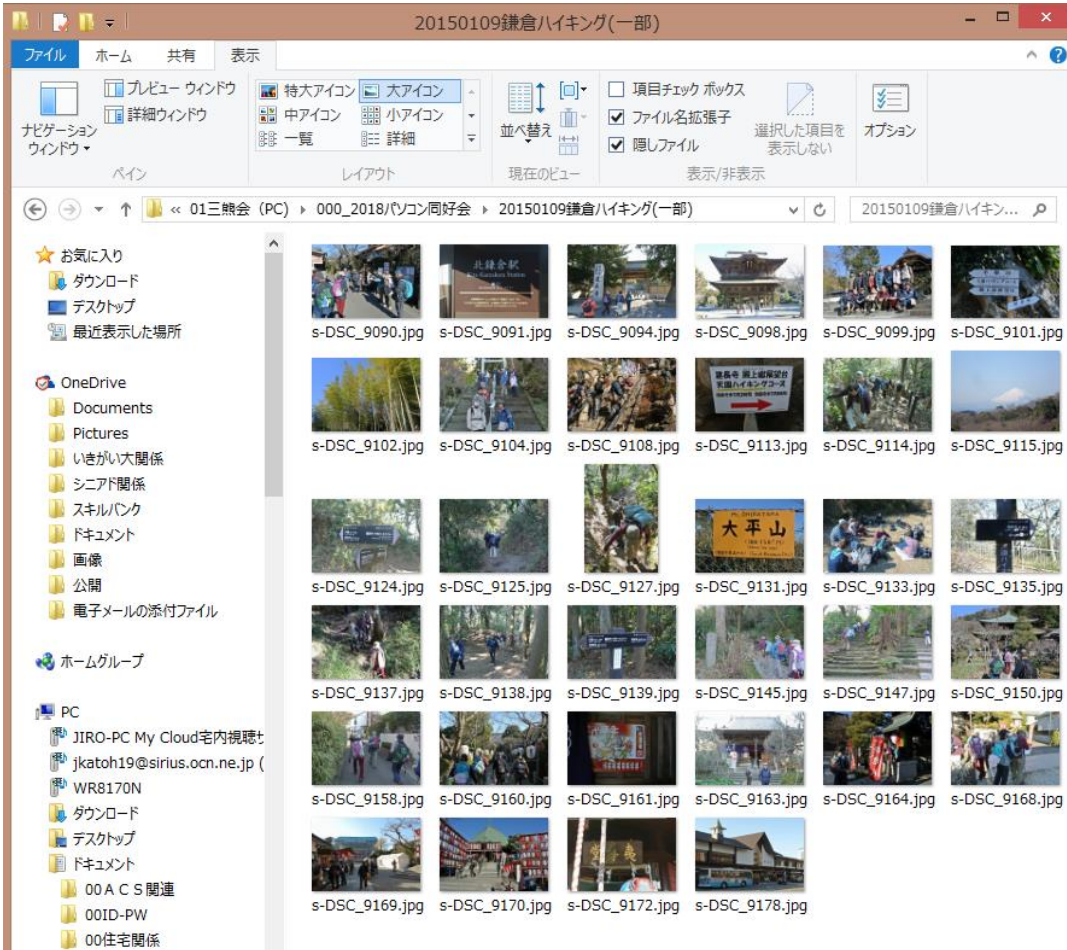 20150109鎌倉ハイキング(一部)
ファイル ホーム 共有 表示
ナビゲーション ウィンドウ
プレビュー ウィンドウ
詳細ウィンドウ
ペイン
特大アイコン 大アイコン
中アイコン 小アイコン
一覧 詳細
レイアウト
並べ替え
現在のビュー
項目チェック ボックス
ファイル名拡張子
隠しファイル
選択した項目を 表示しない
表示/非表示
オプション
« 01三熊会 (PC) 000_2018パソコン同好会 20150109鎌倉ハイキング(一部)
20150109鎌倉ハイキン...
お気に入り
ダウンロード
デスクトップ
最近表示した場所
OneDrive
Documents
Pictures
いきがい大関係
シニアド関係
スキルバンク
ドキュメント
画像
公開
電子メールの添付ファイル
ホームグループ
PC
JIRO-PC My Cloud宅内視聴
jkatoh19@sirius.ocn.ne.jp (
WR8170N
ダウンロード
デスクトップ
ドキュメント
00ＡＣＳ関連
00ID-PW
00住宅関係
北鎌倉駅
Kita-Kamakura Station
s-DSC_9090.jpg s-DSC_9091.jpg s-DSC_9094.jpg s-DSC_9098.jpg s-DSC_9099.jpg s-DSC_9101.jpg
天園ハイキングコース
s-DSC_9102.jpg s-DSC_9104.jpg s-DSC_9108.jpg s-DSC_9113.jpg s-DSC_9114.jpg s-DSC_9115.jpg
大平山
s-DSC_9124.jpg s-DSC_9125.jpg s-DSC_9127.jpg s-DSC_9131.jpg s-DSC_9133.jpg s-DSC_9135.jpg
s-DSC_9137.jpg s-DSC_9138.jpg s-DSC_9139.jpg s-DSC_9145.jpg s-DSC_9147.jpg s-DSC_9150.jpg
s-DSC_9158.jpg s-DSC_9160.jpg s-DSC_9161.jpg s-DSC_9163.jpg s-DSC_9164.jpg s-DSC_9168.jpg
s-DSC_9169.jpg s-DSC_9170.jpg s-DSC_9172.jpg s-DSC_9178.jpg